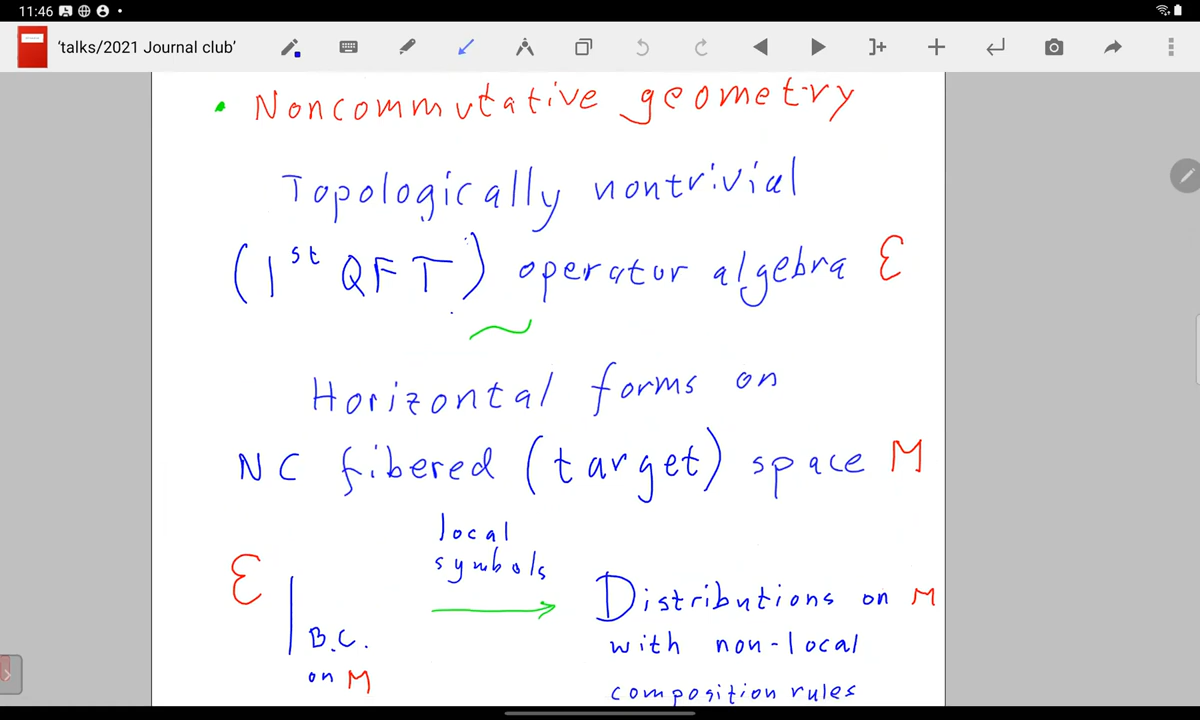 11:46
'talks/2021 Journal club'
• Noncommutative geometry
Topologically nontrivial
(1st QFT) operator algebra ℰ
~
Horizontal forms on
NC fibered (target) space M
local
symbols
ℰ | B.C. on M → Distributions on M
with non-local
composition rules